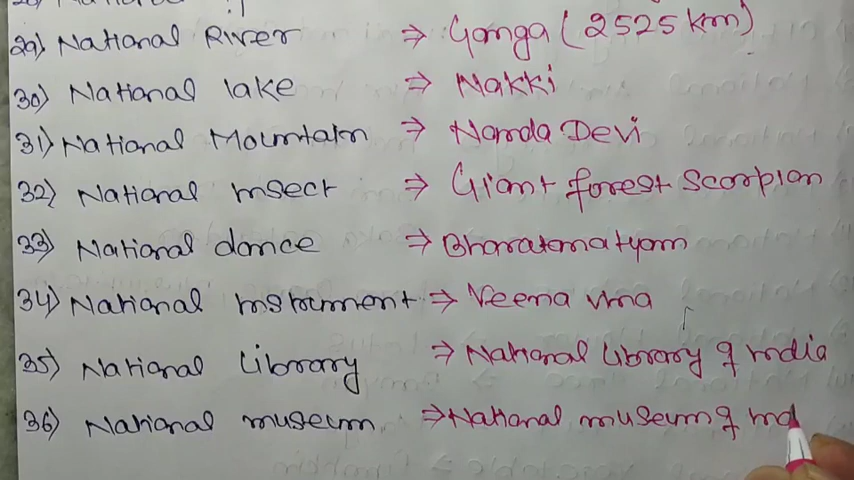 29) National River ⇒ Ganga (2525 km)
30) National lake ⇒ Nakki
31) National Mountain ⇒ Nanda Devi
32) National insect ⇒ Giant forest Scorpion
33) National dance ⇒ Bharatanatyam
34) National instrument ⇒ Veena vina
35) National Library ⇒ National Library of India
36) National museum ⇒ National museum of Ind